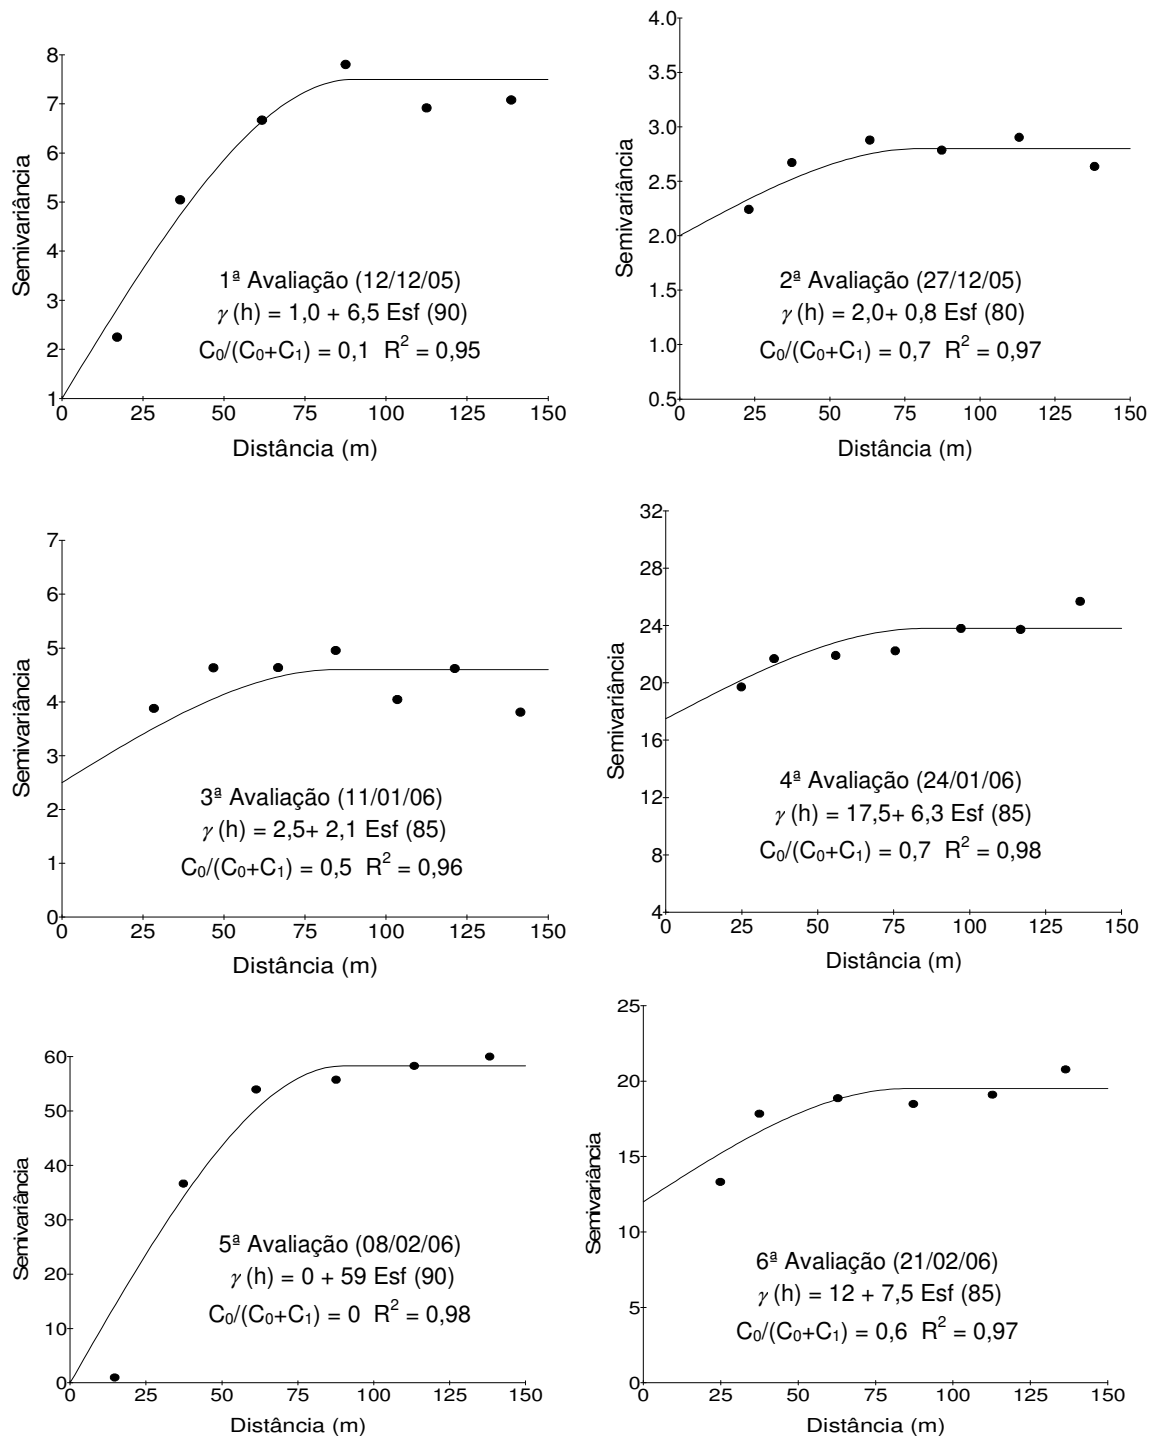 8
7
6
5
4
3
2
1
0 25 50 75 100 125 150
Semivariância
Distância (m)
1ª Avaliação (12/12/05)
γ (h) = 1,0 + 6,5 Esf (90)
C₀/(C₀+C₁) = 0,1 R² = 0,95
4.0
3.5
3.0
2.5
2.0
1.5
1.0
0.5
0 25 50 75 100 125 150
Semivariância
Distância (m)
2ª Avaliação (27/12/05)
γ (h) = 2,0+ 0,8 Esf (80)
C₀/(C₀+C₁) = 0,7 R² = 0,97
7
6
5
4
3
2
1
0
0 25 50 75 100 125 150
Semivariância
Distância (m)
3ª Avaliação (11/01/06)
γ (h) = 2,5+ 2,1 Esf (85)
C₀/(C₀+C₁) = 0,5 R² = 0,96
32
28
24
20
16
12
8
4
0 25 50 75 100 125 150
Semivariância
Distância (m)
4ª Avaliação (24/01/06)
γ (h) = 17,5+ 6,3 Esf (85)
C₀/(C₀+C₁) = 0,7 R² = 0,98
60
50
40
30
20
10
0
0 25 50 75 100 125 150
Semivariância
Distância (m)
5ª Avaliação (08/02/06)
γ (h) = 0 + 59 Esf (90)
C₀/(C₀+C₁) = 0 R² = 0,98
25
20
15
10
5
0
0 25 50 75 100 125 150
Semivariância
Distância (m)
6ª Avaliação (21/02/06)
γ (h) = 12 + 7,5 Esf (85)
C₀/(C₀+C₁) = 0,6 R² = 0,97